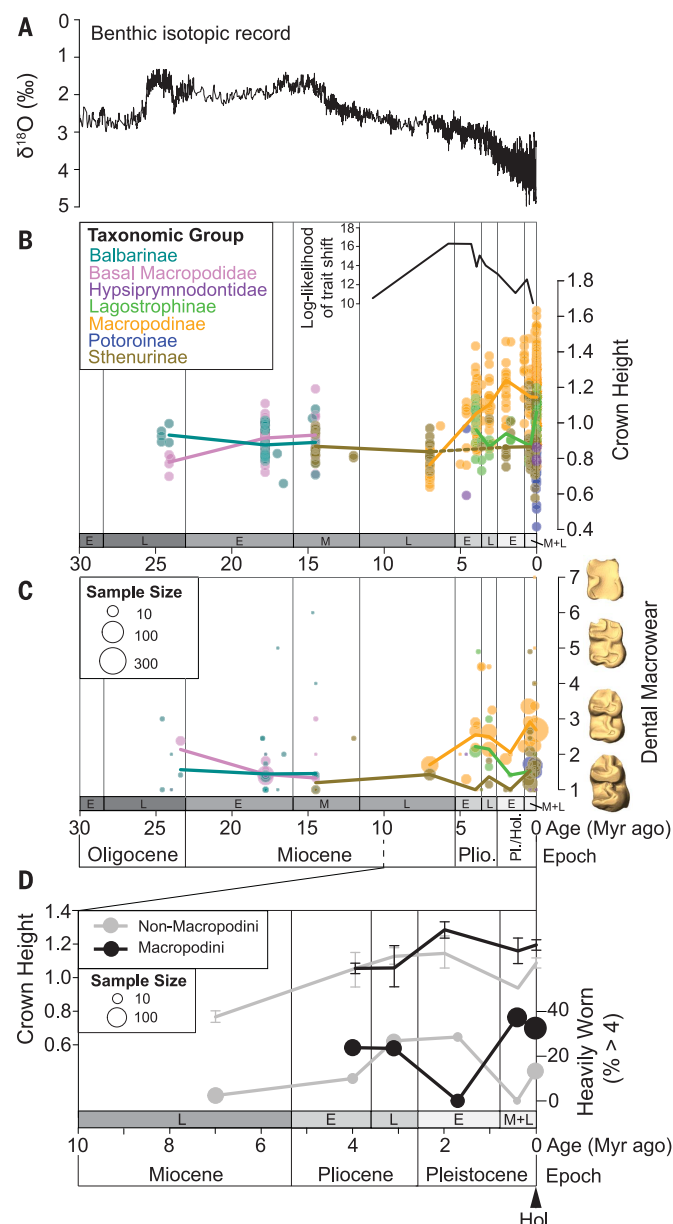 A
Benthic isotopic record
0
1
2
3
4
5
δ18O (‰)
B
Taxonomic Group
Balbarinae
Basal Macropodidae
Hypsiprymnodontidae
Lagostrophinae
Macropodinae
Potoroinae
Sthenurinae
Log-likelihood
of trait shift
18
16
14
12
10
1.8
1.6
1.4
1.2
1.0
0.8
0.6
0.4
Crown Height
E L E M L E L E M+L
30 25 20 15 10 5 0
C
Sample Size
10
100
300
7
6
5
4
3
2
1
Dental Macrowear
E L E M L E L E M+L
30 25 20 15 10 5 0 Age (Myr ago)
Oligocene Miocene Plio. Pl./Hol. Epoch
D
Non-Macropodini
Macropodini
Sample Size
10
100
1.4
1.2
1.0
0.8
0.6
Crown Height
40
20
0
Heavily Worn
(% > 4)
L E L E M+L
10 8 6 4 2 0 Age (Myr ago)
Miocene Pliocene Pleistocene Epoch
Hol.